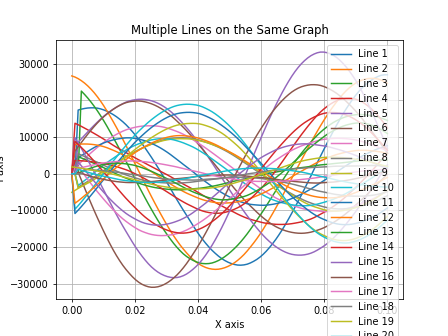 Multiple Lines on the Same Graph
30000
20000
10000
0
−10000
−20000
−30000
0.00
0.02
0.04
0.06
0.08
X axis
Line 1
Line 2
Line 3
Line 4
Line 5
Line 6
Line 7
Line 8
Line 9
Line 10
Line 11
Line 12
Line 13
Line 14
Line 15
Line 16
Line 17
Line 18
Line 19
Line 20